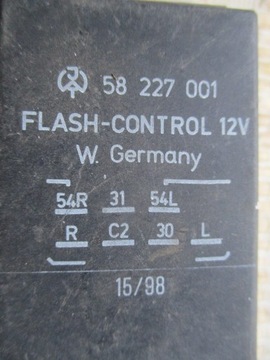 58 227 001
FLASH-CONTROL 12V
W. Germany
54R 31 54L
R C2 30 L
15/98